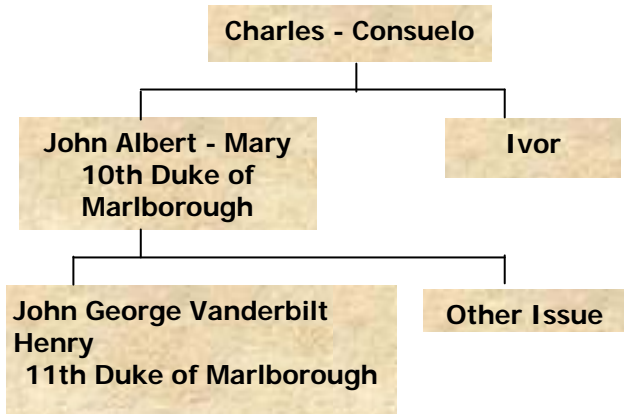 Charles - Consuelo
John Albert - Mary
10th Duke of
Marlborough
Ivor
John George Vanderbilt
Henry
11th Duke of Marlborough
Other Issue